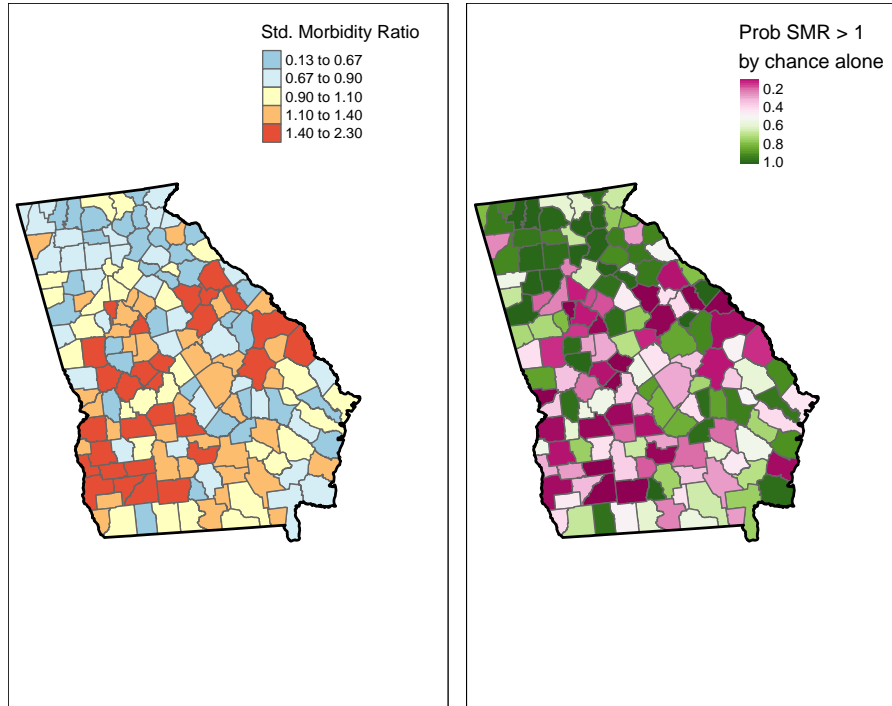 Std. Morbidity Ratio
0.13 to 0.67
0.67 to 0.90
0.90 to 1.10
1.10 to 1.40
1.40 to 2.30
Prob SMR > 1
by chance alone
0.2
0.4
0.6
0.8
1.0